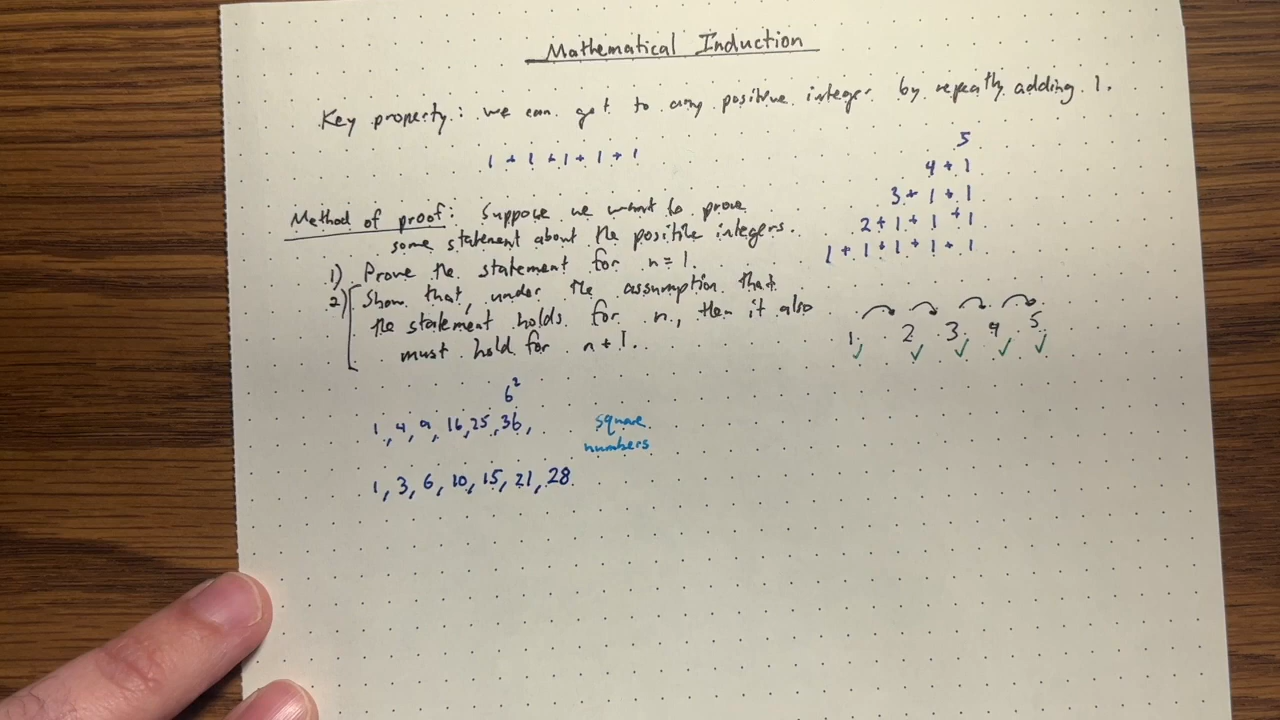 Mathematical Induction
Key property: we can get to any positive integer by repeatly adding 1.
1 + 1 + 1 + 1 + 1
5
4 + 1
3 + 1 + 1
2 + 1 + 1 + 1
1 + 1 + 1 + 1 + 1
Method of proof: Suppose we want to prove
some statement about the positive integers.
1) Prove the statement for n = 1.
2) Show that, under the assumption that
the statement holds for n, then it also
must hold for n + 1.
1, 2 3 4 5
✓ ✓ ✓ ✓ ✓
6²
1, 4, 9, 16, 25, 36,
square
numbers
1, 3, 6, 10, 15, 21, 28